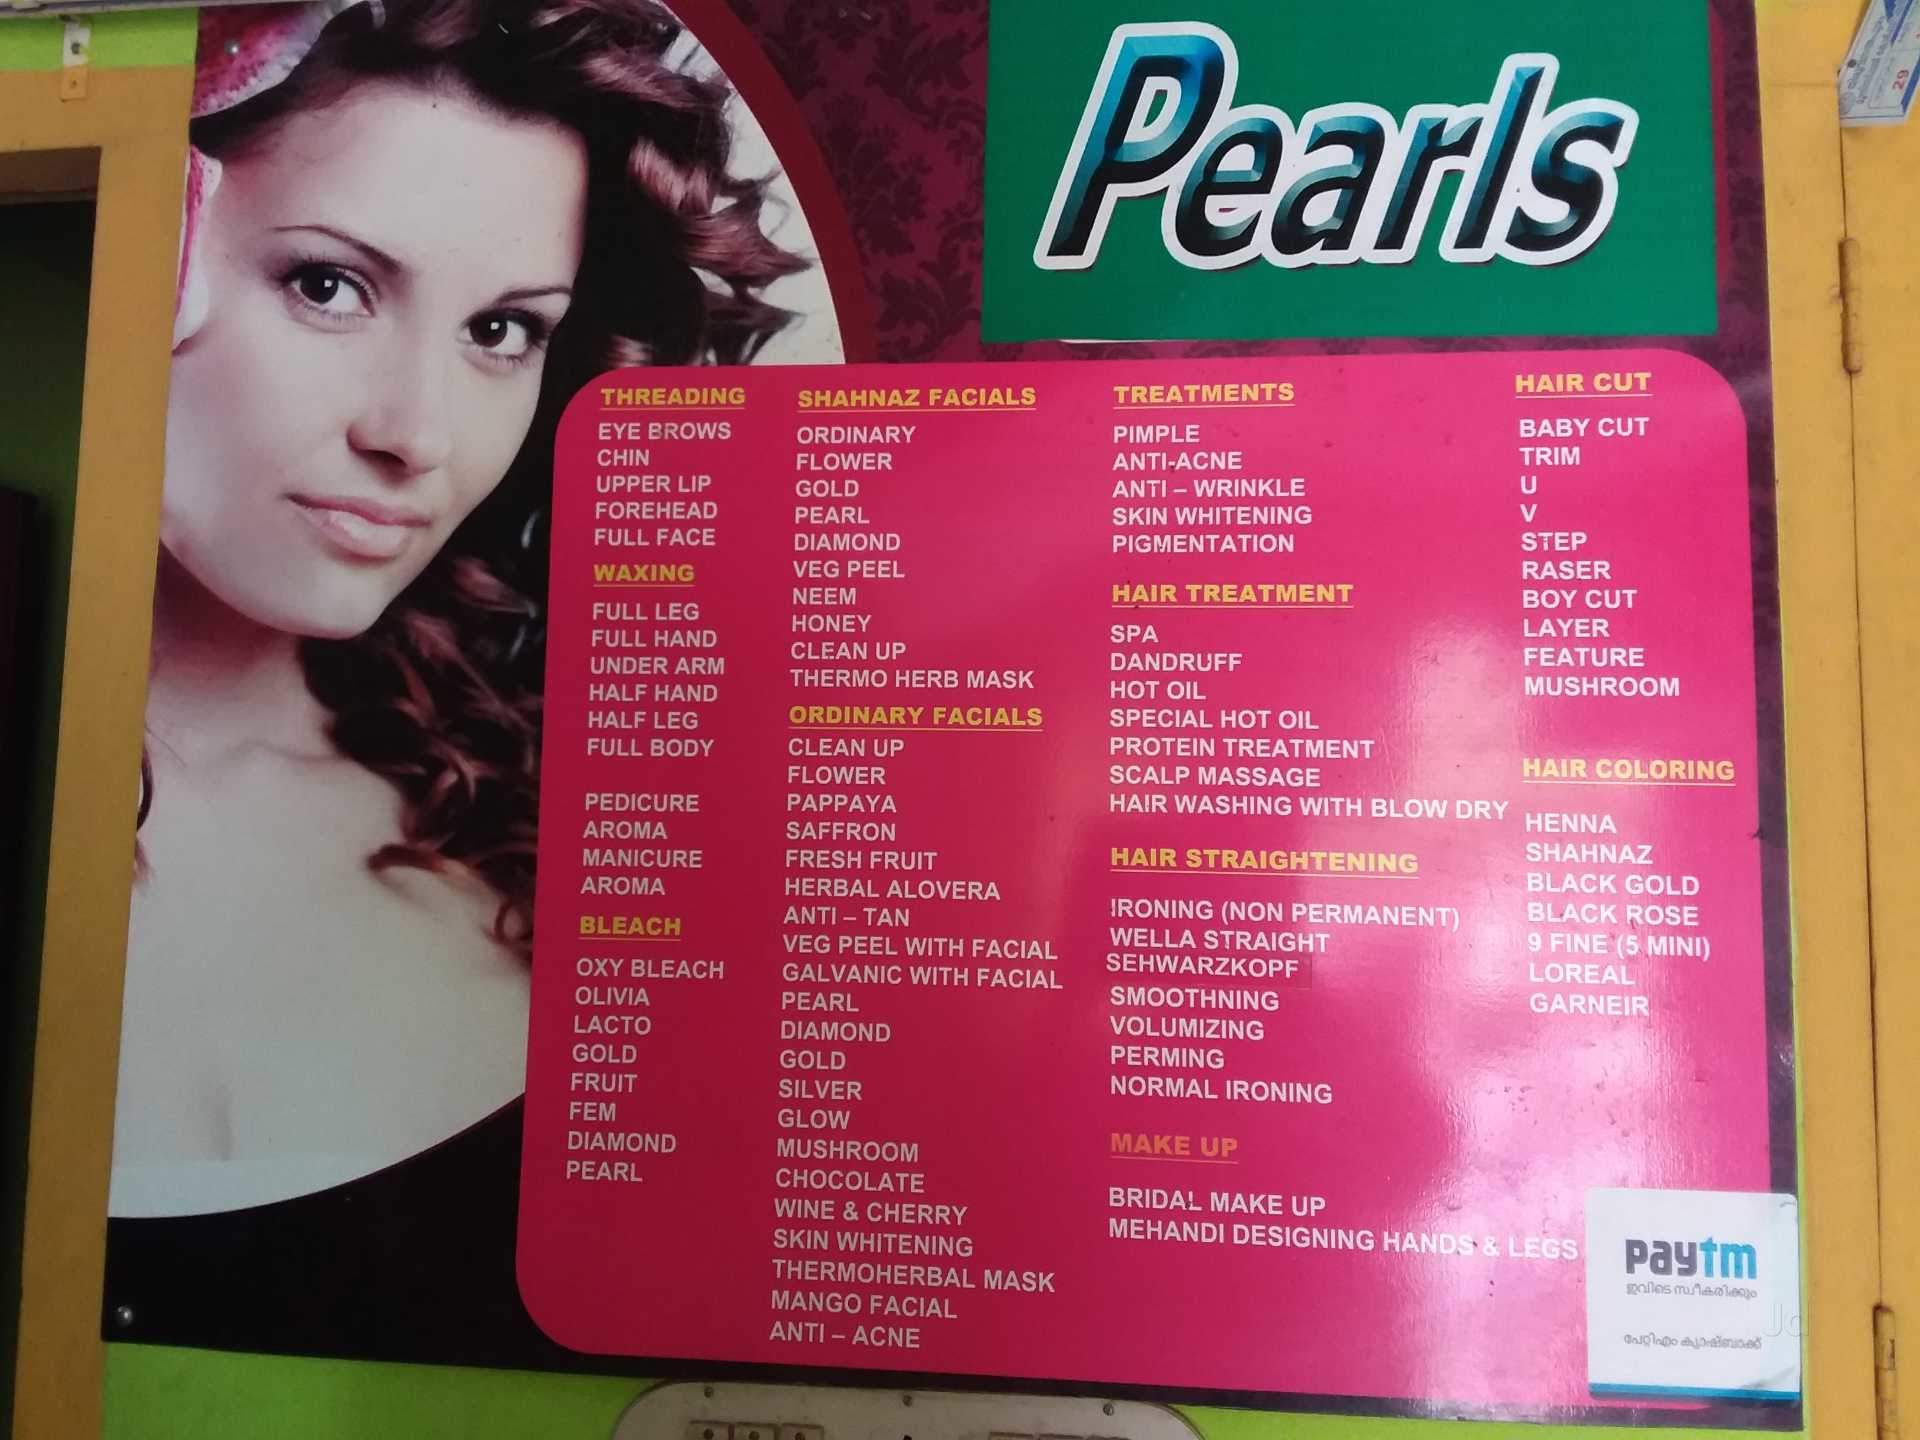 Pearls
THREADING
EYE BROWS
CHIN
UPPER LIP
FOREHEAD
FULL FACE
WAXING
FULL LEG
FULL HAND
UNDER ARM
HALF HAND
HALF LEG
FULL BODY
PEDICURE
AROMA
MANICURE
AROMA
BLEACH
OXY BLEACH
OLIVIA
LACTO
GOLD
FRUIT
FEM
DIAMOND
PEARL
SHAHNAZ FACIALS
ORDINARY
FLOWER
GOLD
PEARL
DIAMOND
VEG PEEL
NEEM
HONEY
CLEAN UP
THERMO HERB MASK
ORDINARY FACIALS
CLEAN UP
FLOWER
PAPPAYA
SAFFRON
FRESH FRUIT
HERBAL ALOVERA
ANTI – TAN
VEG PEEL WITH FACIAL
GALVANIC WITH FACIAL
PEARL
DIAMOND
GOLD
SILVER
GLOW
MUSHROOM
CHOCOLATE
WINE & CHERRY
SKIN WHITENING
THERMOHERBAL MASK
MANGO FACIAL
ANTI – ACNE
TREATMENTS
PIMPLE
ANTI-ACNE
ANTI – WRINKLE
SKIN WHITENING
PIGMENTATION
HAIR TREATMENT
SPA
DANDRUFF
HOT OIL
SPECIAL HOT OIL
PROTEIN TREATMENT
SCALP MASSAGE
HAIR WASHING WITH BLOW DRY
HAIR STRAIGHTENING
IRONING (NON PERMANENT)
WELLA STRAIGHT
SEHWARZKOPF
SMOOTHNING
VOLUMIZING
PERMING
NORMAL IRONING
MAKE UP
BRIDAL MAKE UP
MEHANDI DESIGNING HANDS & LEGS
HAIR CUT
BABY CUT
TRIM
U
V
STEP
RASER
BOY CUT
LAYER
FEATURE
MUSHROOM
HAIR COLORING
HENNA
SHAHNAZ
BLACK GOLD
BLACK ROSE
9 FINE (5 MINI)
LOREAL
GARNEIR
paytm
ഇവിടെ സ്വീകരിക്കും
പേറ്റിഎം ക്യാഷ്ബാക്ക്
29
Jd